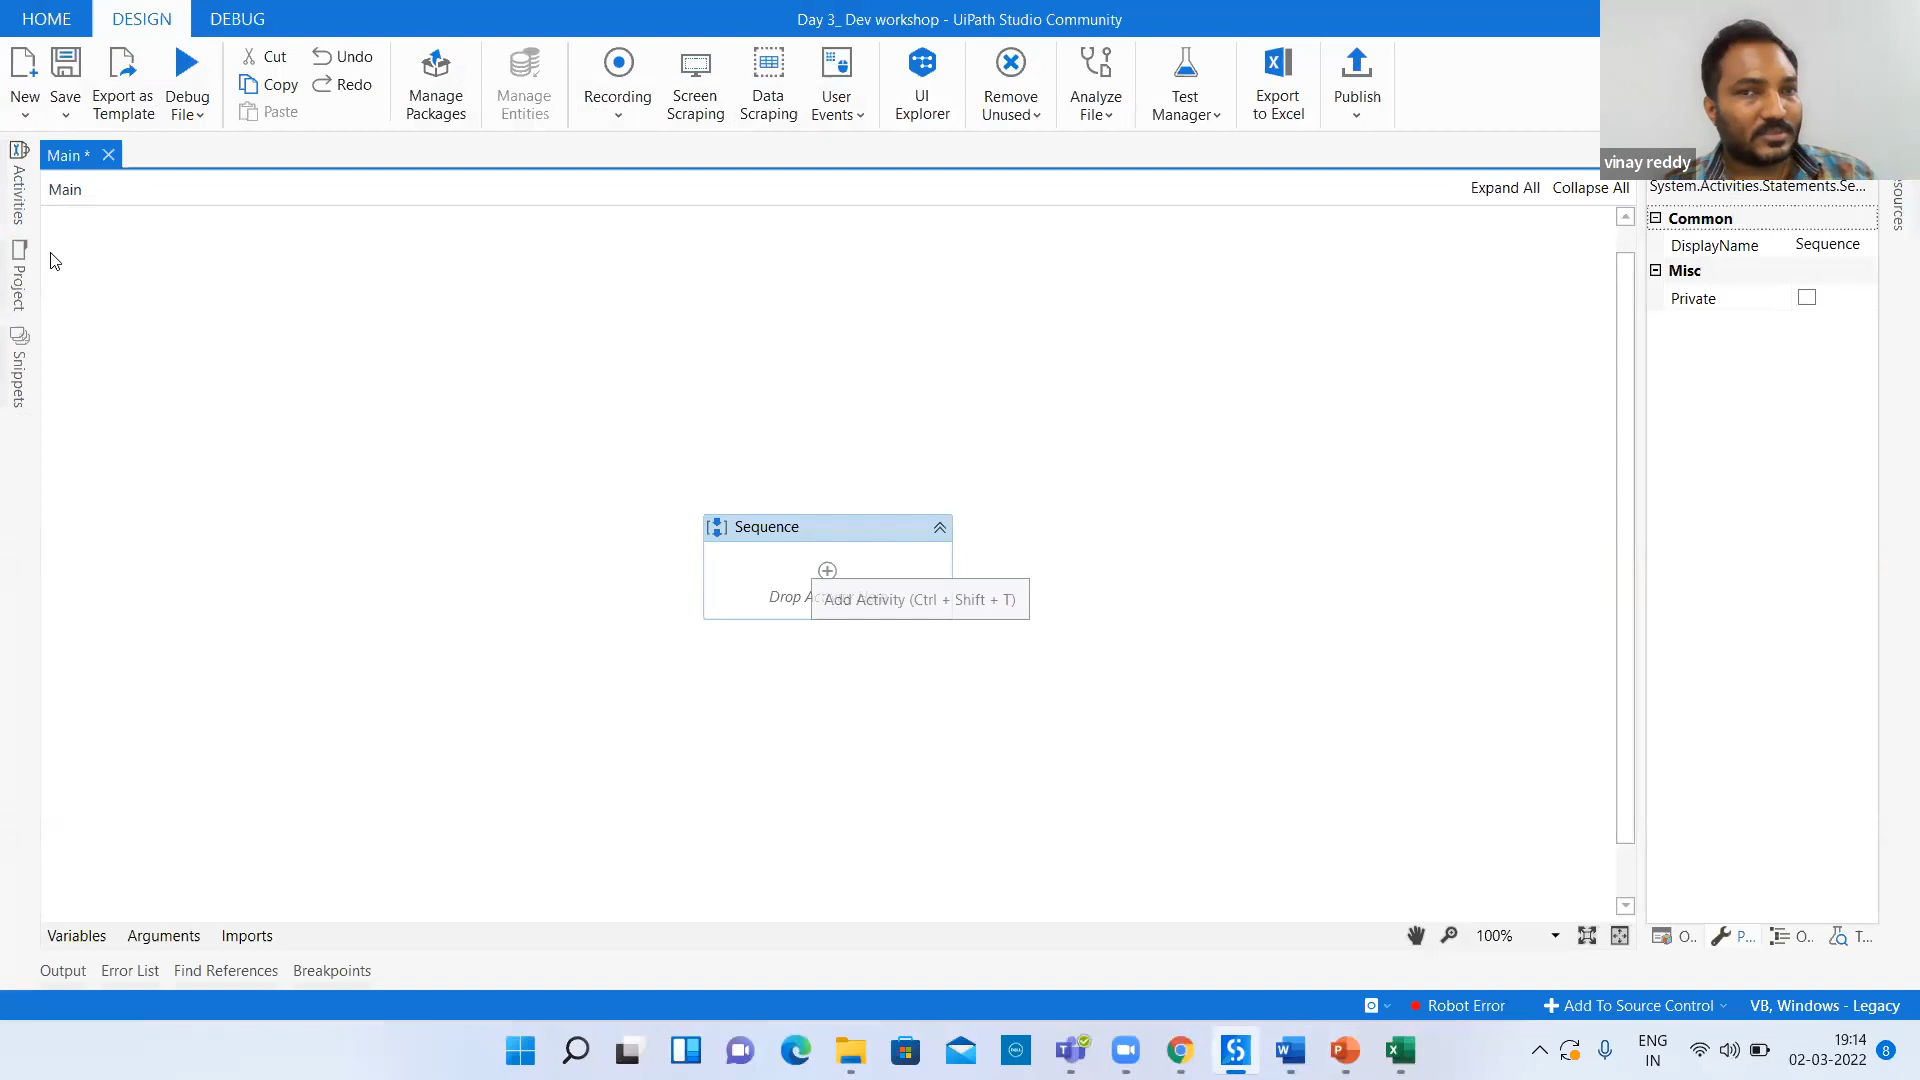 HOME DESIGN DEBUG
Day 3_ Dev workshop - UiPath Studio Community
New Save Export as Template Debug File
Cut Undo
Copy Redo
Paste
Manage Packages
Manage Entities
Recording
Screen Scraping
Data Scraping
User Events
UI Explorer
Remove Unused
Analyze File
Test Manager
Export to Excel
Publish
vinay reddy
Main *
Main
Expand All Collapse All
System.Activities.Statements.Se...
Common
DisplayName Sequence
Misc
Private
Activities
Project
Snippets
Sequence
Drop
Add Activity (Ctrl + Shift + T)
Variables Arguments Imports
100%
O.. P... O.. T...
Output Error List Find References Breakpoints
Robot Error
Add To Source Control
VB, Windows - Legacy
ENG
IN
19:14
02-03-2022
8